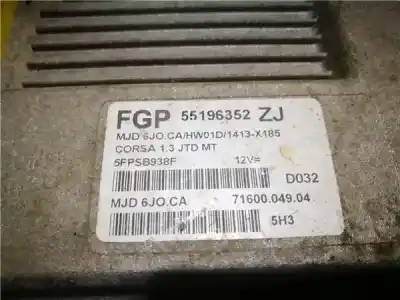 FGP 55196352 ZJ
MJD 6JO.CA/HW01D/1413-X185
CORSA 1.3 JTD MT
5FPSB938F 12V=
D032
MJD 6JO.CA 71600.049.04
5H3